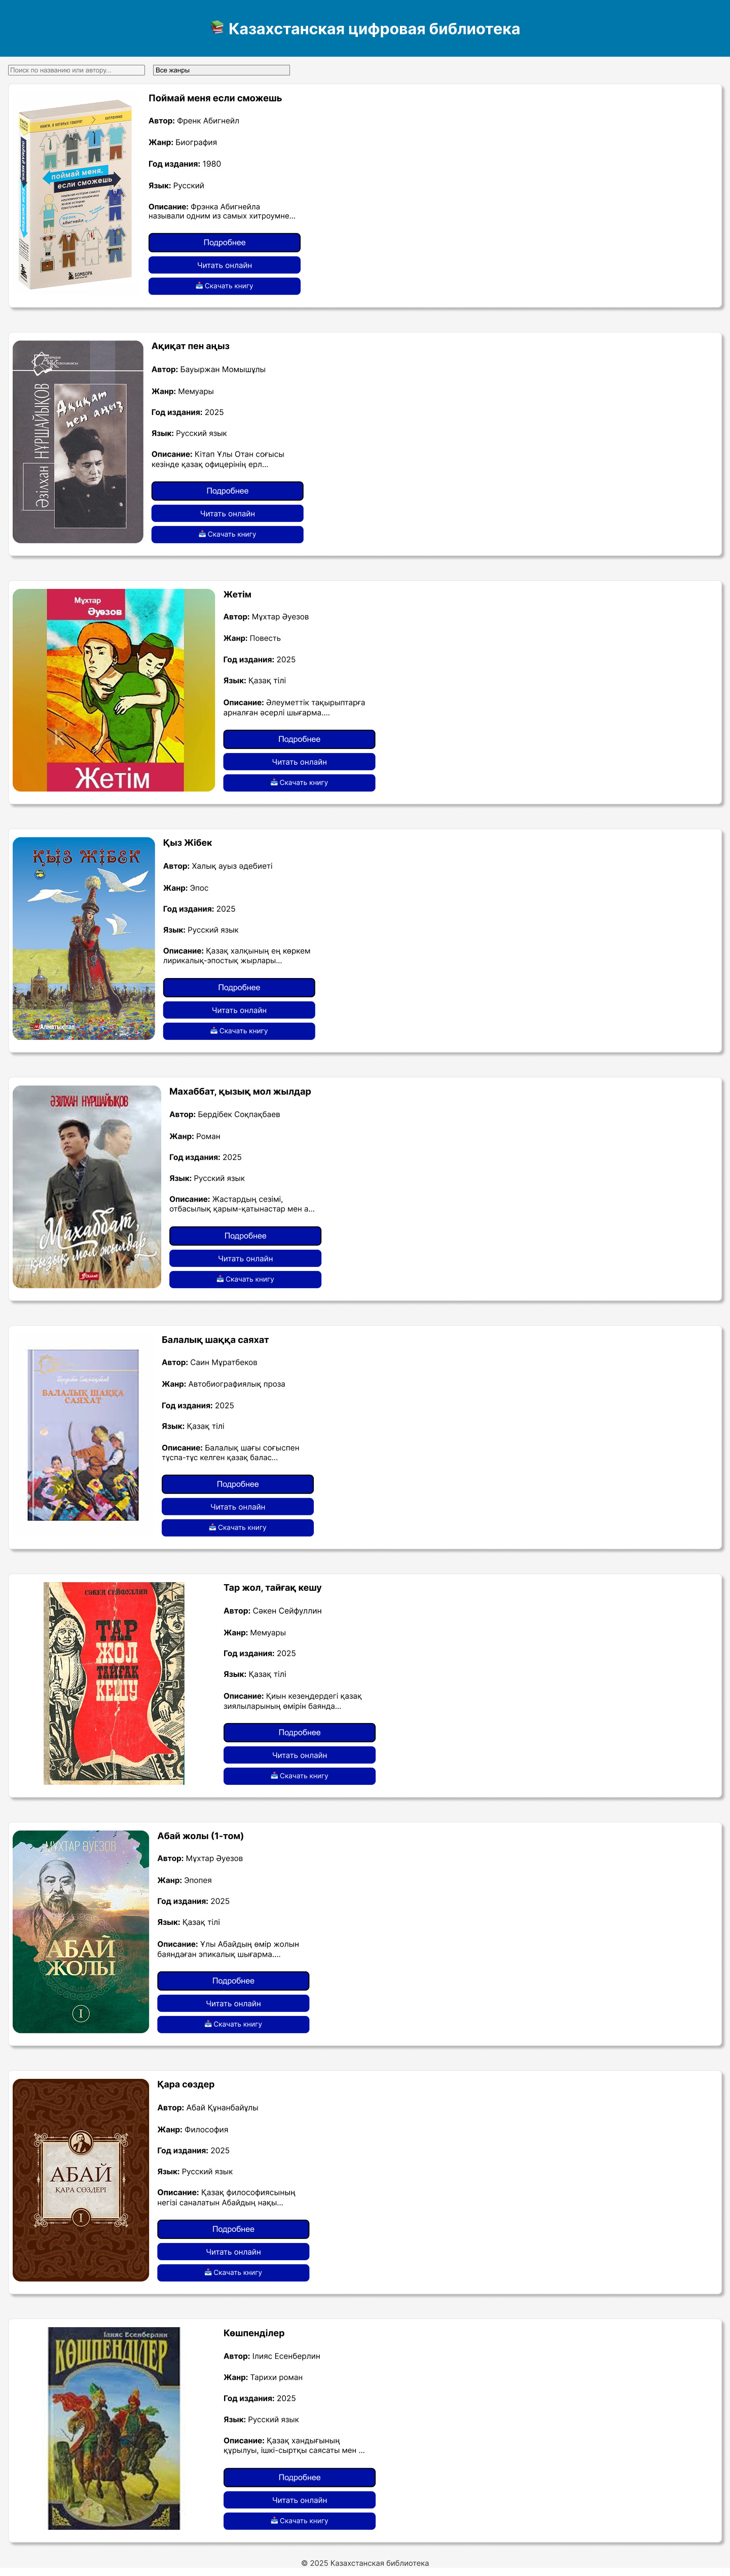 📚 Казахстанская цифровая библиотека
Поиск по названию или автору...
Все жанры
КНИГИ, О КОТОРЫХ ГОВОРЯТ
ПОЙМАЙ МЕНЯ,
ЕСЛИ СМОЖЕШЬ
БОМБОРА
Поймай меня если сможешь
Автор: Френк Абигнейл
Жанр: Биография
Год издания: 1980
Язык: Русский
Описание: Фрэнка Абигнейла
называли одним из самых хитроумне...
Подробнее
Читать онлайн
📥 Скачать книгу
Әзілхан НҰРШАЙЫКОВ
Ақиқат
пен аңыз
Ақиқат пен аңыз
Автор: Бауыржан Момышұлы
Жанр: Мемуары
Год издания: 2025
Язык: Русский язык
Описание: Кітап Ұлы Отан соғысы
кезінде қазақ офицерінің ерл...
Подробнее
Читать онлайн
📥 Скачать книгу
Мұхтар
Әуезов
Жетім
Жетім
Автор: Мұхтар Әуезов
Жанр: Повесть
Год издания: 2025
Язык: Қазақ тілі
Описание: Әлеуметтік тақырыптарға
арналған әсерлі шығарма....
Подробнее
Читать онлайн
📥 Скачать книгу
ҚЫЗ ЖІБЕК
Алматыкітап
Қыз Жібек
Автор: Халық ауыз әдебиеті
Жанр: Эпос
Год издания: 2025
Язык: Русский язык
Описание: Қазақ халқының ең көркем
лирикалық-эпостық жырлары...
Подробнее
Читать онлайн
📥 Скачать книгу
ӘЗІЛХАН НҰРШАЙЫҚОВ
Махаббат,
қызық мол жылдар
Махаббат, қызық мол жылдар
Автор: Бердібек Соқпақбаев
Жанр: Роман
Год издания: 2025
Язык: Русский язык
Описание: Жастардың сезімі,
отбасылық қарым-қатынастар мен а...
Подробнее
Читать онлайн
📥 Скачать книгу
БАЛАЛЫҚ ШАҚҚА
САЯХАТ
Балалық шаққа саяхат
Автор: Саин Мұратбеков
Жанр: Автобиографиялық проза
Год издания: 2025
Язык: Қазақ тілі
Описание: Балалық шағы соғыспен
тұспа-тұс келген қазақ балас...
Подробнее
Читать онлайн
📥 Скачать книгу
СӘКЕН СЕЙФУЛЛИН
ТАР
ЖОЛ
ТАЙҒАҚ
КЕШУ
Тар жол, тайғақ кешу
Автор: Сәкен Сейфуллин
Жанр: Мемуары
Год издания: 2025
Язык: Қазақ тілі
Описание: Қиын кезеңдердегі қазақ
зиялыларының өмірін баянда...
Подробнее
Читать онлайн
📥 Скачать книгу
МҰХТАР ӘУЕЗОВ
АБАЙ
ЖОЛЫ
I
Абай жолы (1-том)
Автор: Мұхтар Әуезов
Жанр: Эпопея
Год издания: 2025
Язык: Қазақ тілі
Описание: Ұлы Абайдың өмір жолын
баяндаған эпикалық шығарма....
Подробнее
Читать онлайн
📥 Скачать книгу
АБАЙ
ҚАРА СӨЗДЕРІ
I
Қара сөздер
Автор: Абай Құнанбайұлы
Жанр: Философия
Год издания: 2025
Язык: Русский язык
Описание: Қазақ философиясының
негізі саналатын Абайдың нақы...
Подробнее
Читать онлайн
📥 Скачать книгу
Ілияс Есенберлин
КӨШПЕНДІЛЕР
Көшпенділер
Автор: Ілияс Есенберлин
Жанр: Тарихи роман
Год издания: 2025
Язык: Русский язык
Описание: Қазақ хандығының
құрылуы, ішкі-сыртқы саясаты мен ...
Подробнее
Читать онлайн
📥 Скачать книгу
© 2025 Казахстанская библиотека